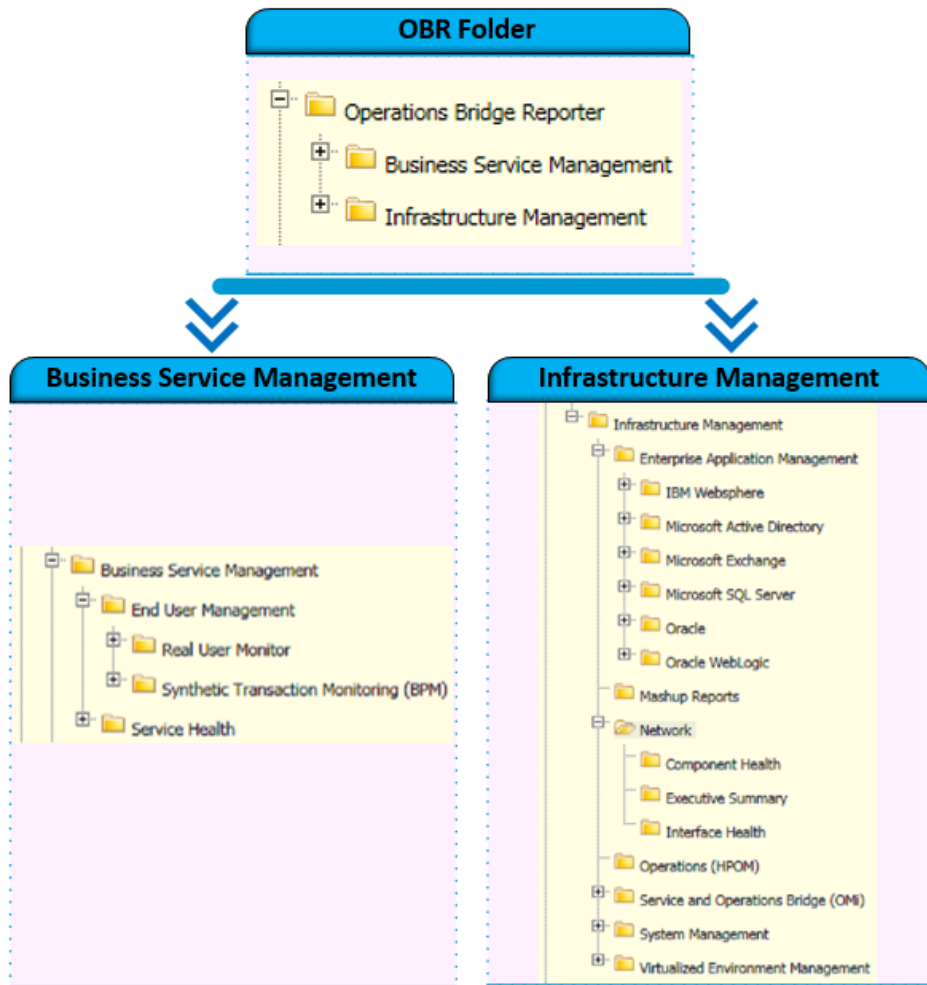 OBR Folder
Operations Bridge Reporter
Business Service Management
Infrastructure Management
Business Service Management
Business Service Management
End User Management
Real User Monitor
Synthetic Transaction Monitoring (BPM)
Service Health
Infrastructure Management
Infrastructure Management
Enterprise Application Management
IBM Websphere
Microsoft Active Directory
Microsoft Exchange
Microsoft SQL Server
Oracle
Oracle WebLogic
Mashup Reports
Network
Component Health
Executive Summary
Interface Health
Operations (HPOM)
Service and Operations Bridge (OMi)
System Management
Virtualized Environment Management